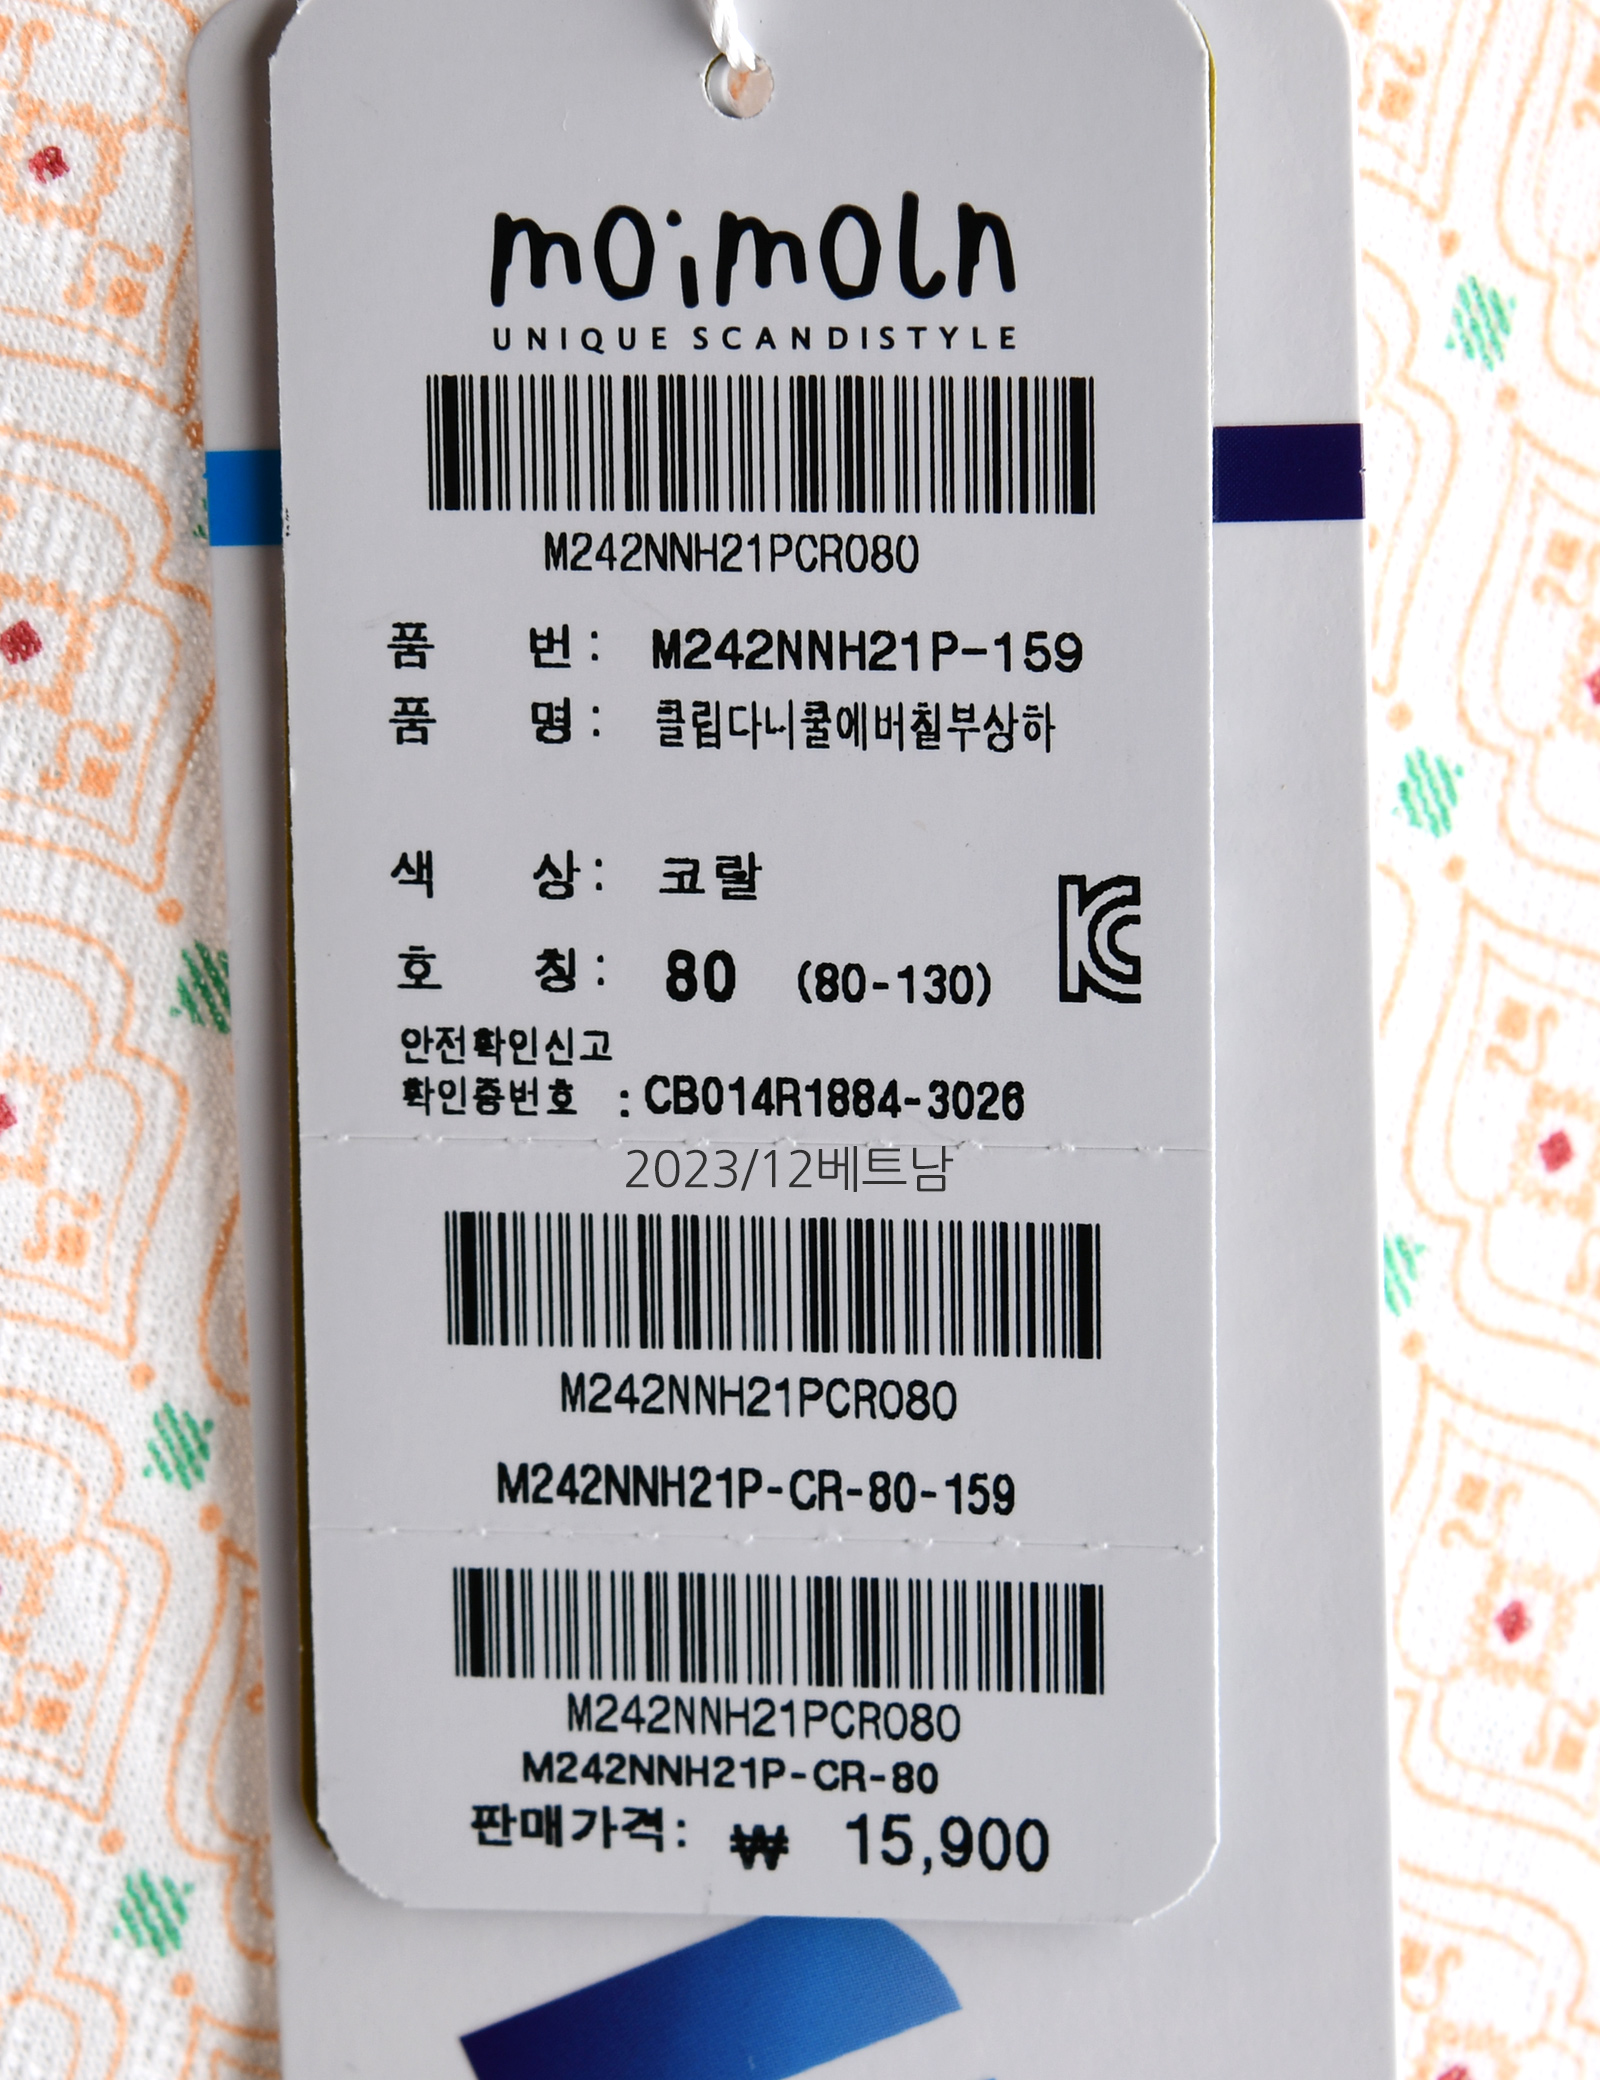 moimoln
UNIQUE SCANDISTYLE
M242NNH21PCR080
품 번 : M242NNH21P-159
품 명 : 클립다니쿨에버칠부상하
색 상 : 코랄
호 칭 : 80 (80-130)
KC
안전확인신고
확인증번호 : CB014R1884-3026
2023/12베트남
M242NNH21PCR080
M242NNH21P-CR-80-159
M242NNH21PCR080
M242NNH21P-CR-80
판매가격: ₩ 15,900